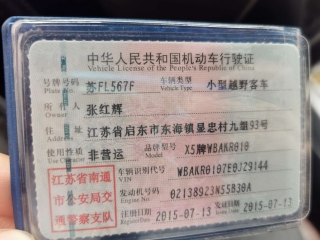 中华人民共和国机动车行驶证
Vehicle License of the People's Republic of China
号牌号码 苏FL567F 车辆类型 小型越野客车
Plate No. Vehicle Type
所有人 张红辉
Owner
住址 江苏省启东市东海镇显忠村九组93号
Address
使用性质 非营运 品牌型号 X5牌WBAKR010
Use Character Model
江苏省南通 车辆识别代号 WBAKR0107E0J29144
VIN
市公安局交 发动机号码 02138923N55B30A
Engine No.
通警察支队 注册日期 2015-07-13 发证日期 2015-07-13
Register Date Issue Date